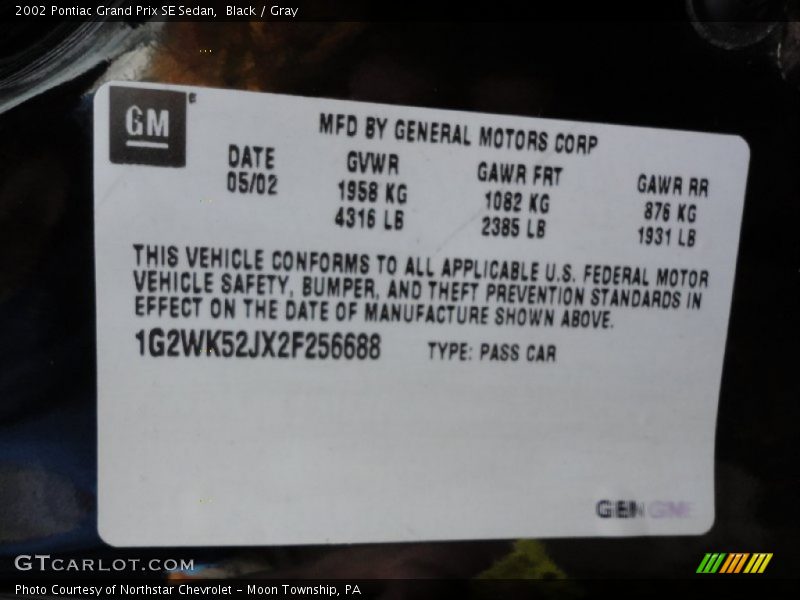 2002 Pontiac Grand Prix SE Sedan, Black / Gray
GM
MFD BY GENERAL MOTORS CORP
DATE GVWR GAWR FRT GAWR RR
05/02 1958 KG 1082 KG 876 KG
4316 LB 2385 LB 1931 LB
THIS VEHICLE CONFORMS TO ALL APPLICABLE U.S. FEDERAL MOTOR
VEHICLE SAFETY, BUMPER, AND THEFT PREVENTION STANDARDS IN
EFFECT ON THE DATE OF MANUFACTURE SHOWN ABOVE.
1G2WK52JX2F256688 TYPE: PASS CAR
GTCARLOT.COM
Photo Courtesy of Northstar Chevrolet - Moon Township, PA